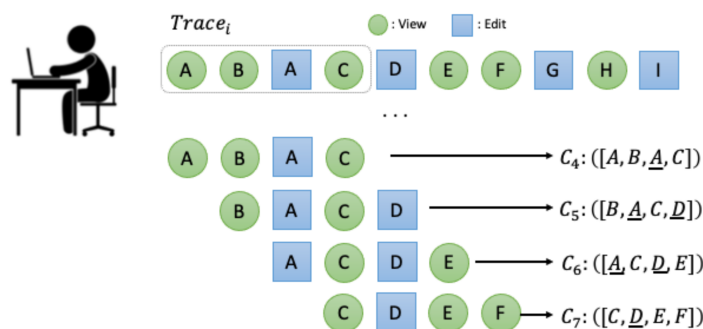 Trace_i : View : Edit
A B A C D E F G H I
...
A B A C C_4: ([A, B, A, C])
B A C D C_5: ([B, A, C, D])
A C D E C_6: ([A, C, D, E])
C D E F C_7: ([C, D, E, F])